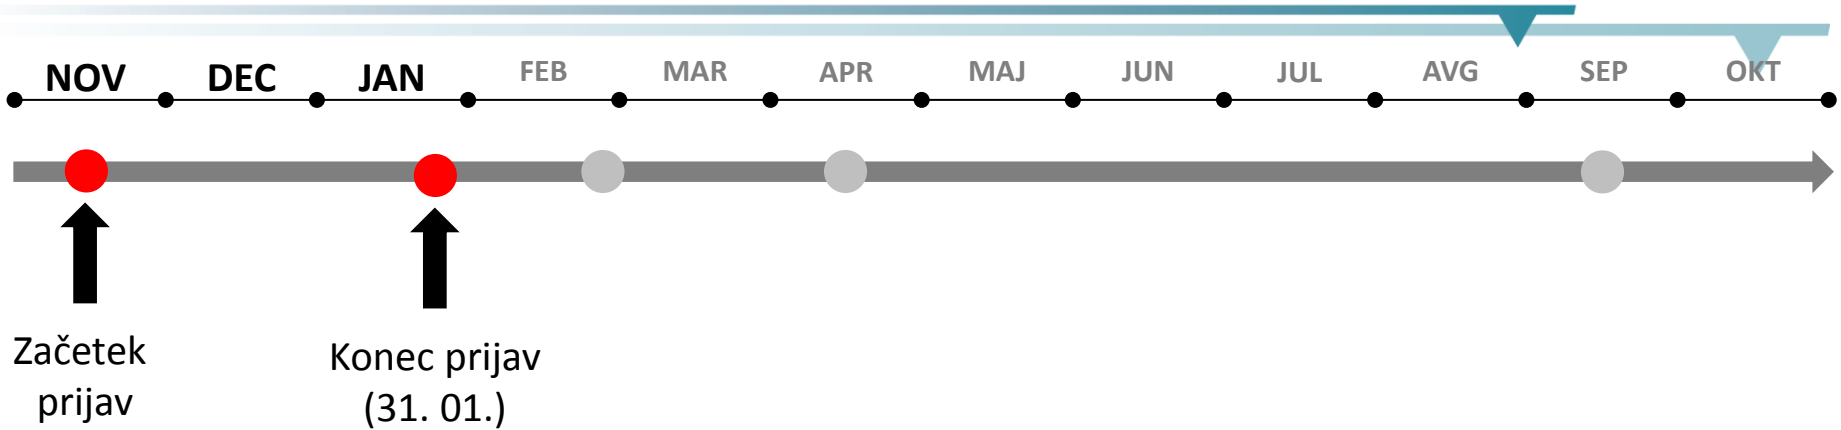 NOV DEC JAN FEB MAR APR MAJ JUN JUL AVG SEP OKT
Začetek
prijav
Konec prijav
(31. 01.)